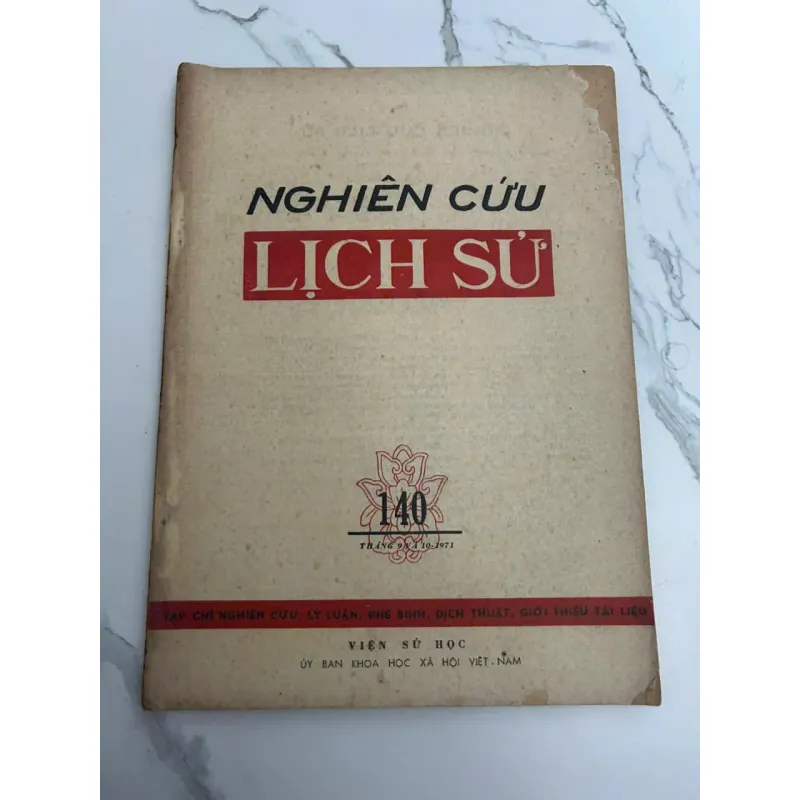 NGHIÊN CỨU
LỊCH SỬ
140
THÁNG 9 VÀ 10-1971
TẠP CHÍ NGHIÊN CỨU, LÝ LUẬN, PHÊ BÌNH, DỊCH THUẬT, GIỚI THIỆU TÀI LIỆU
VIỆN SỬ HỌC
ỦY BAN KHOA HỌC XÃ HỘI VIỆT-NAM